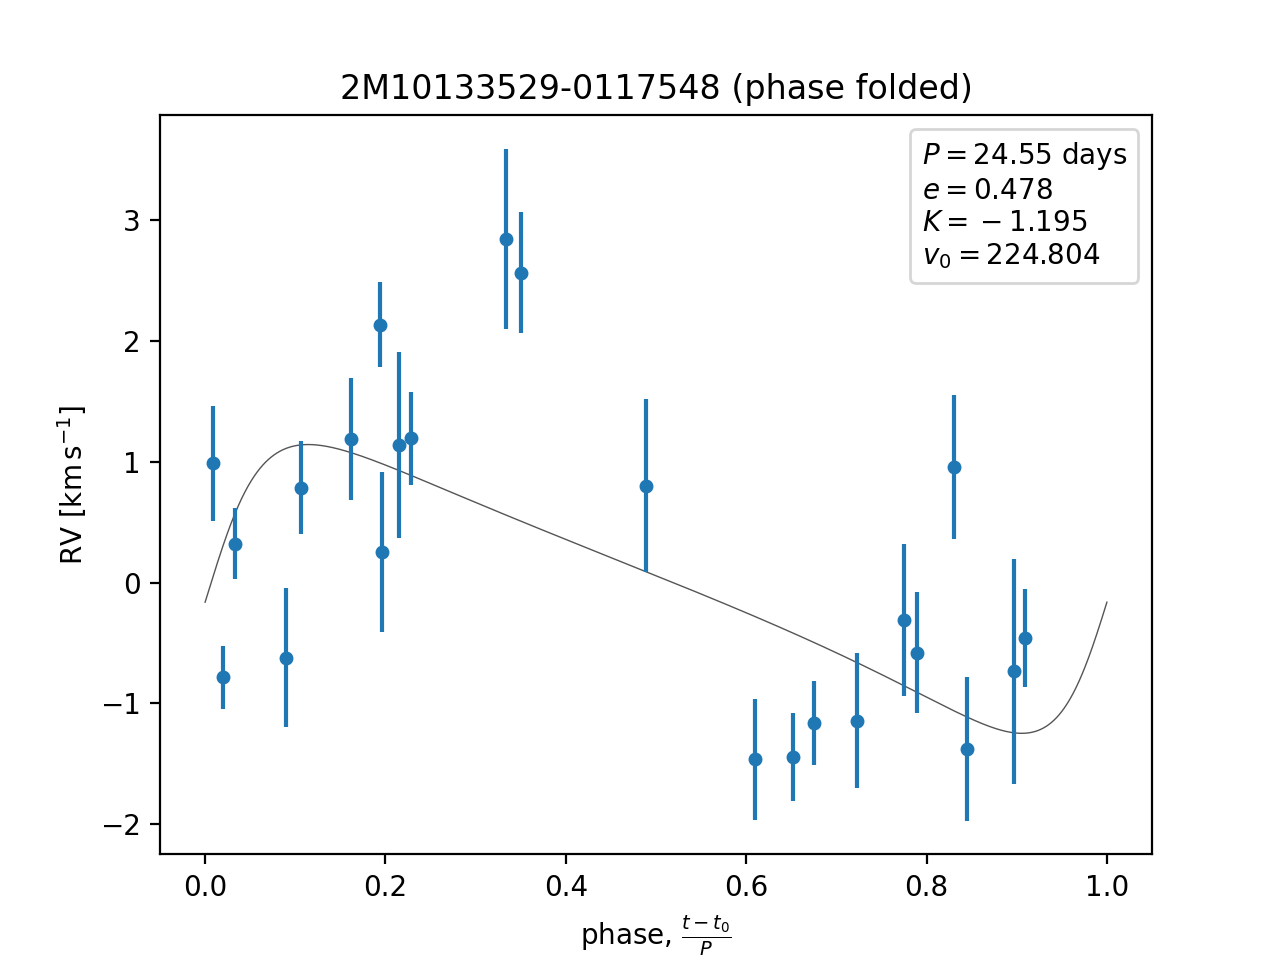 2M10133529-0117548 (phase folded)
P = 24.55 days
e = 0.478
K = −1.195
v₀ = 224.804
RV [km s⁻¹]
3
2
1
0
−1
−2
0.0 0.2 0.4 0.6 0.8 1.0
phase, (t − t₀)/P